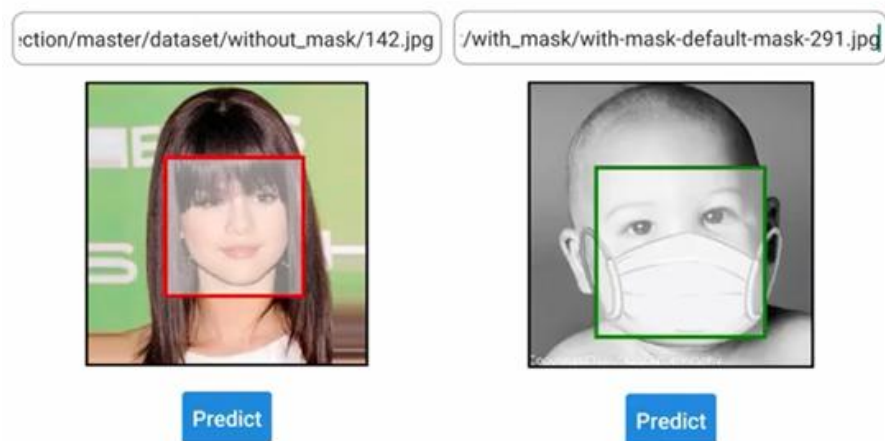 :ction/master/dataset/without_mask/142.jpg
:/with_mask/with-mask-default-mask-291.jpg
Predict
Predict